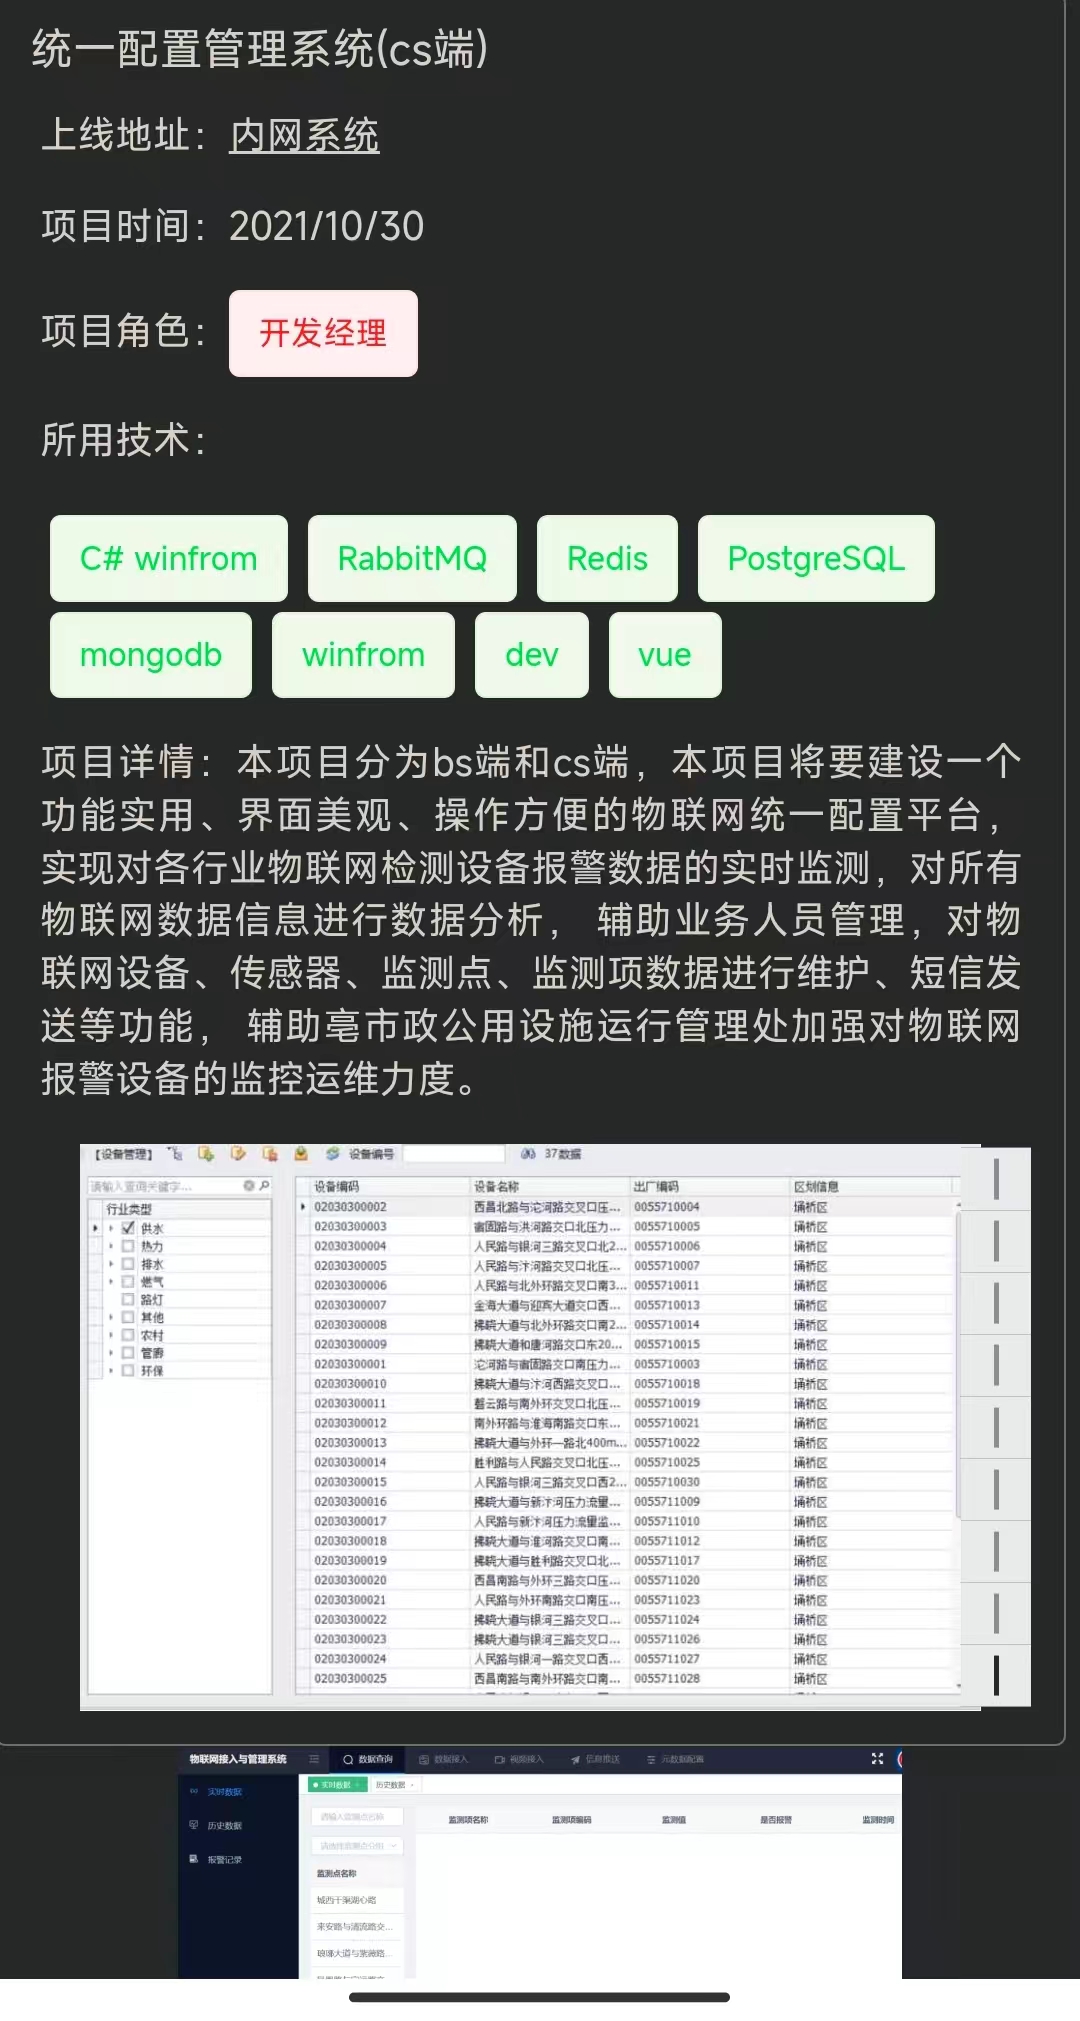 统一配置管理系统(cs端)
上线地址：内网系统
项目时间：2021/10/30
项目角色：开发经理
所用技术：
C# winfrom RabbitMQ Redis PostgreSQL
mongodb winfrom dev vue
项目详情：本项目分为bs端和cs端，本项目将要建设一个
功能实用、界面美观、操作方便的物联网统一配置平台，
实现对各行业物联网检测设备报警数据的实时监测，对所有
物联网数据信息进行数据分析， 辅助业务人员管理，对物
联网设备、传感器、监测点、监测项数据进行维护、短信发
送等功能， 辅助亳市政公用设施运行管理处加强对物联网
报警设备的监控运维力度。
【设备管理】 设备编号 37数据
请输入查询关键字...
行业类型
供水
热力
排水
燃气
路灯
其他
农村
管廊
环保
设备编码 设备名称 出厂编码 区划信息
02030300002 西昌北路与沱河路交叉口压... 0055710004 埇桥区
02030300003 宿固路与洪河路交口北压力... 0055710005 埇桥区
02030300004 人民路与银河三路交叉口北2... 0055710006 埇桥区
02030300005 人民路与汴河路交叉口北压... 0055710007 埇桥区
02030300006 人民路与北外环路交叉口南3... 0055710011 埇桥区
02030300007 金海大道与迎宾大道交口西... 0055710013 埇桥区
02030300008 拂晓大道与北外环路交口南2... 0055710014 埇桥区
02030300009 拂晓大道和唐河路交口东20... 0055710015 埇桥区
02030300001 沱河路与宿固路交口南压力... 0055710003 埇桥区
02030300010 拂晓大道与汴河西路交叉口... 0055710018 埇桥区
02030300011 磬云路与南外环交叉口北压... 0055710019 埇桥区
02030300012 南外环路与淮海南路交口东... 0055710021 埇桥区
02030300013 拂晓大道与外环一路北400m... 0055710022 埇桥区
02030300014 胜利路与人民路交叉口北压... 0055710025 埇桥区
02030300015 人民路与银河三路交叉口西2... 0055710030 埇桥区
02030300016 拂晓大道与新汴河压力流量... 0055711009 埇桥区
02030300017 人民路与新汴河压力流量监... 0055711010 埇桥区
02030300018 拂晓大道与淮河路交叉口南... 0055711012 埇桥区
02030300019 拂晓大道与胜利路交叉口北... 0055711017 埇桥区
02030300020 西昌南路与外环三路交口压... 0055711020 埇桥区
02030300021 人民路与外环南路交口南压... 0055711023 埇桥区
02030300022 拂晓大道与银河三路交叉口... 0055711024 埇桥区
02030300023 拂晓大道与银河三路交叉口... 0055711026 埇桥区
02030300024 人民路与银河一路交叉口西... 0055711027 埇桥区
02030300025 西昌南路与南外环路交口南... 0055711028 埇桥区
物联网接入与管理系统 数据查询 数据接入 视频接入 信息推送 元数据配置
实时数据
历史数据
报警记录
实时数据 历史数据
请输入监测点名称
请选择监测点分组
监测项名称 监测项编码 监测值 是否报警 监测时间
监测点名称
城西干渠湖心路
来安路与清流路交...
琅琊大道与紫薇路...